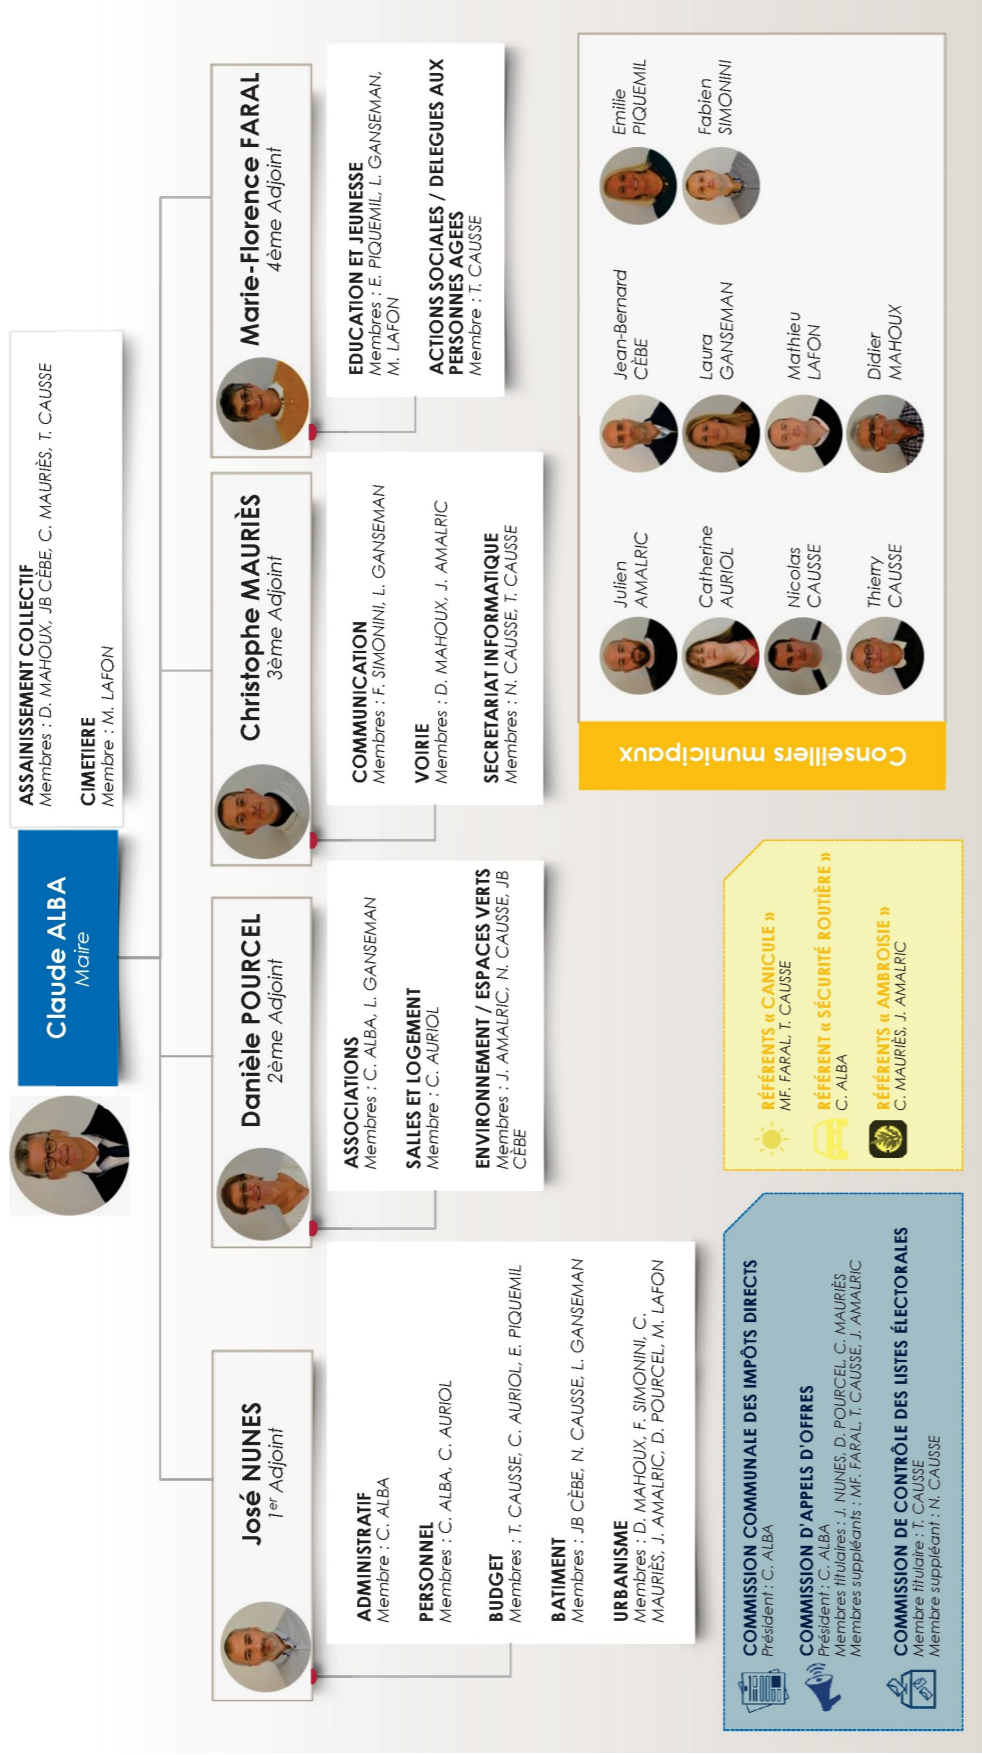 Claude ALBA
Maire
ASSAINISSEMENT COLLECTIF
Membres : D. MAHOUX, JB CÈBE, C. MAURIÈS, T. CAUSSE
CIMETIERE
Membre : M. LAFON
José NUNES
1er Adjoint
ADMINISTRATIF
Membre : C. ALBA
PERSONNEL
Membres : C. ALBA, C. AURIOL
BUDGET
Membres : T. CAUSSE, C. AURIOL, E. PIQUEMIL
BATIMENT
Membres : JB CÈBE, N. CAUSSE, L. GANSEMAN
URBANISME
Membres : D. MAHOUX, F. SIMONINI, C.
MAURIÈS, J. AMALRIC, D. POURCEL, M. LAFON
Danièle POURCEL
2ème Adjoint
ASSOCIATIONS
Membres : C. ALBA, L. GANSEMAN
SALLES ET LOGEMENT
Membre : C. AURIOL
ENVIRONNEMENT / ESPACES VERTS
Membres : J. AMALRIC, N. CAUSSE, JB
CÈBE
Christophe MAURIÈS
3ème Adjoint
COMMUNICATION
Membres : F. SIMONINI, L. GANSEMAN
VOIRIE
Membres : D. MAHOUX, J. AMALRIC
SECRETARIAT INFORMATIQUE
Membres : N. CAUSSE, T. CAUSSE
Marie-Florence FARAL
4ème Adjoint
EDUCATION ET JEUNESSE
Membres : E. PIQUEMIL, L. GANSEMAN,
M. LAFON
ACTIONS SOCIALES / DELEGUES AUX
PERSONNES AGEES
Membre : T. CAUSSE
COMMISSION COMMUNALE DES IMPÔTS DIRECTS
Président : C. ALBA
COMMISSION D'APPELS D'OFFRES
Président : C. ALBA
Membres titulaires : J. NUNES, D. POURCEL, C. MAURIÈS
Membres suppléants : MF. FARAL, T. CAUSSE, J. AMALRIC
COMMISSION DE CONTRÔLE DES LISTES ÉLECTORALES
Membre titulaire : T. CAUSSE
Membre suppléant : N. CAUSSE
RÉFÉRENTS « CANICULE »
MF. FARAL, T. CAUSSE
RÉFÉRENT « SÉCURITÉ ROUTIÈRE »
C. ALBA
RÉFÉRENTS « AMBROISIE »
C. MAURIÈS, J. AMALRIC
Conseillers municipaux
Julien
AMALRIC
Jean-Bernard
CÈBE
Emilie
PIQUEMIL
Catherine
AURIOL
Laura
GANSEMAN
Fabien
SIMONINI
Nicolas
CAUSSE
Mathieu
LAFON
Thierry
CAUSSE
Didier
MAHOUX